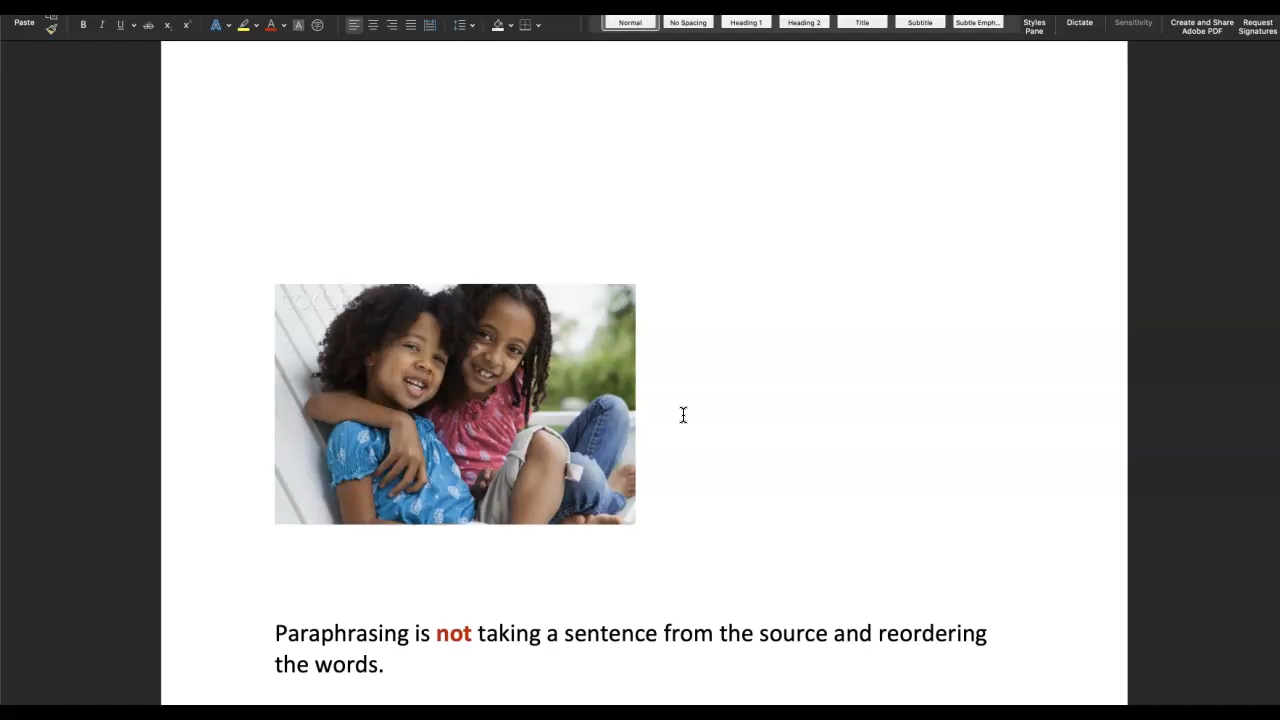 Paste
B I U ab x x A A A
Normal No Spacing Heading 1 Heading 2 Title Subtitle Subtle Emph... Styles Pane Dictate Sensitivity Create and Share Adobe PDF Request Signatures
Paraphrasing is not taking a sentence from the source and reordering
the words.